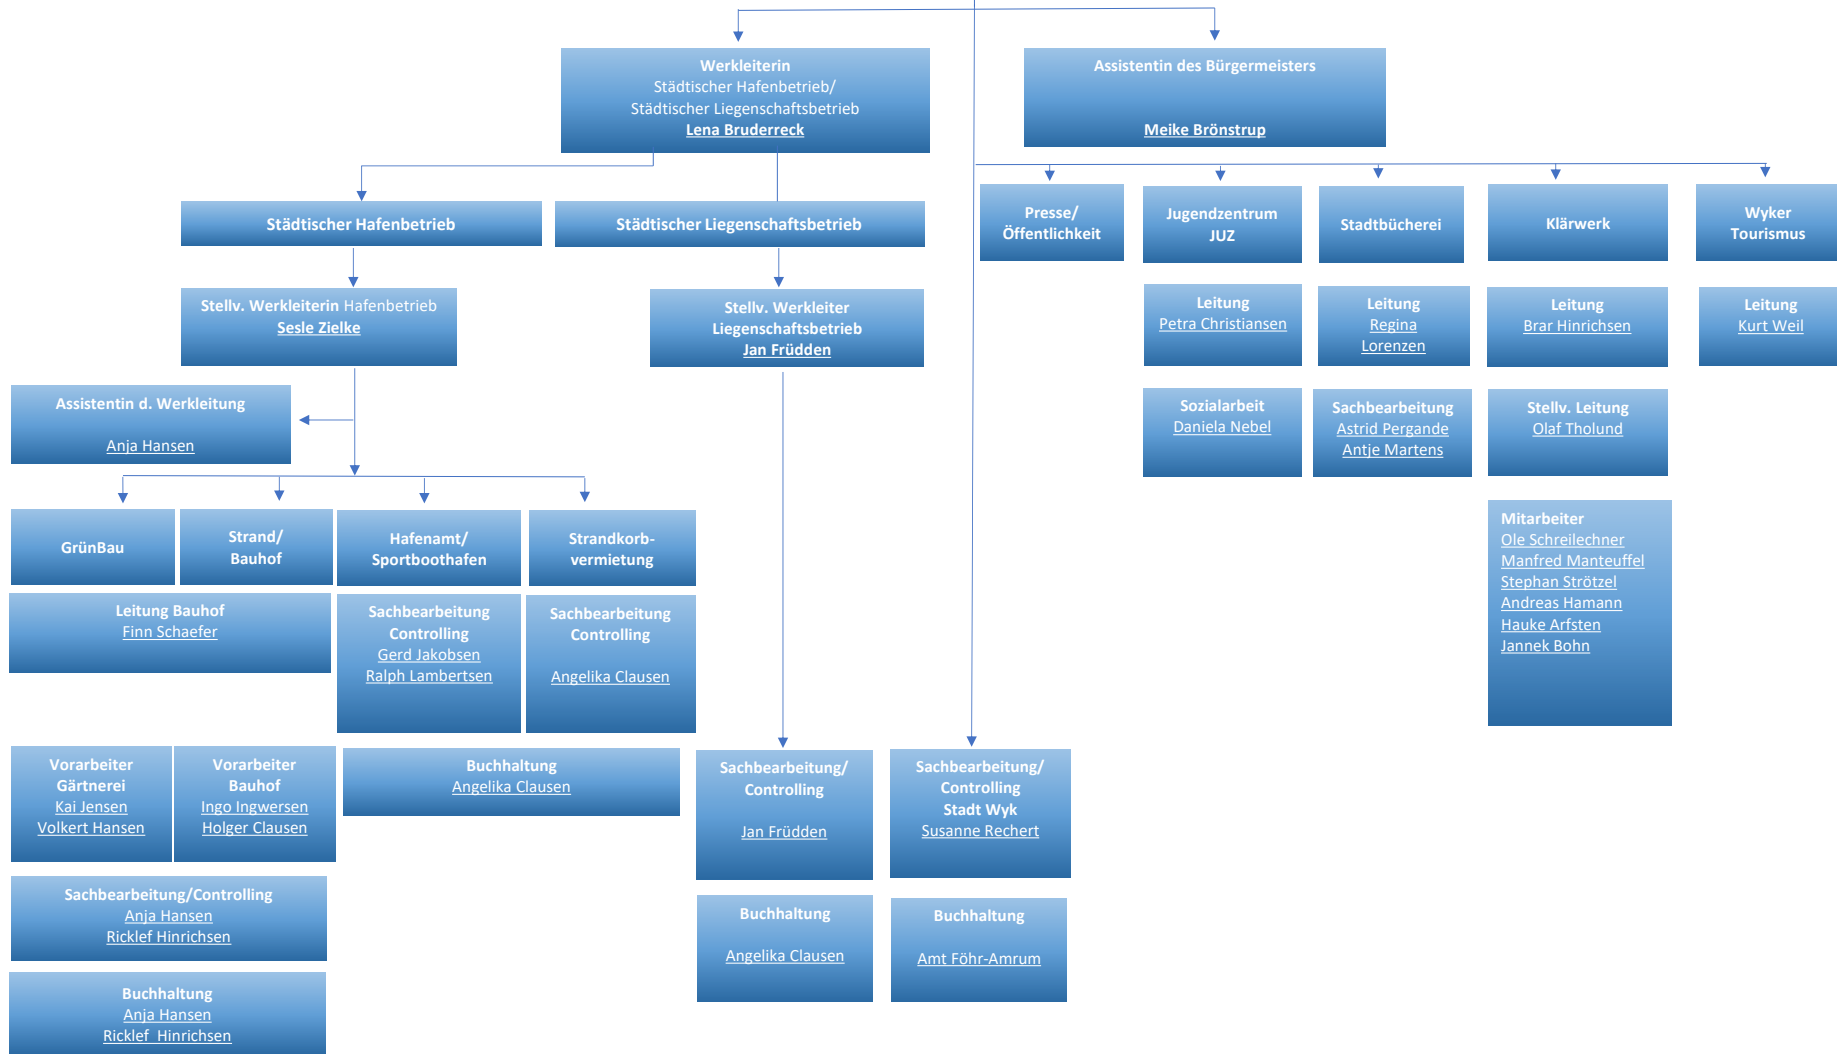 Werkleiterin
Städtischer Hafenbetrieb/
Städtischer Liegenschaftsbetrieb
Lena Bruderreck
Assistentin des Bürgermeisters
Meike Brönstrup
Städtischer Hafenbetrieb
Städtischer Liegenschaftsbetrieb
Presse/
Öffentlichkeit
Jugendzentrum
JUZ
Stadtbücherei
Klärwerk
Wyker
Tourismus
Stellv. Werkleiterin Hafenbetrieb
Sesle Zielke
Stellv. Werkleiter
Liegenschaftsbetrieb
Jan Früdden
Leitung
Petra Christiansen
Leitung
Regina
Lorenzen
Leitung
Brar Hinrichsen
Leitung
Kurt Weil
Assistentin d. Werkleitung
Anja Hansen
Sozialarbeit
Daniela Nebel
Sachbearbeitung
Astrid Pergande
Antje Martens
Stellv. Leitung
Olaf Tholund
GrünBau
Strand/
Bauhof
Hafenamt/
Sportboothafen
Strandkorb-
vermietung
Mitarbeiter
Ole Schreilechner
Manfred Manteuffel
Stephan Strötzel
Andreas Hamann
Hauke Arfsten
Jannek Bohn
Leitung Bauhof
Finn Schaefer
Sachbearbeitung
Controlling
Gerd Jakobsen
Ralph Lambertsen
Sachbearbeitung
Controlling
Angelika Clausen
Vorarbeiter
Gärtnerei
Kai Jensen
Volkert Hansen
Vorarbeiter
Bauhof
Ingo Ingwersen
Holger Clausen
Buchhaltung
Angelika Clausen
Sachbearbeitung/
Controlling
Jan Früdden
Sachbearbeitung/
Controlling
Stadt Wyk
Susanne Rechert
Sachbearbeitung/Controlling
Anja Hansen
Ricklef Hinrichsen
Buchhaltung
Angelika Clausen
Buchhaltung
Amt Föhr-Amrum
Buchhaltung
Anja Hansen
Ricklef  Hinrichsen